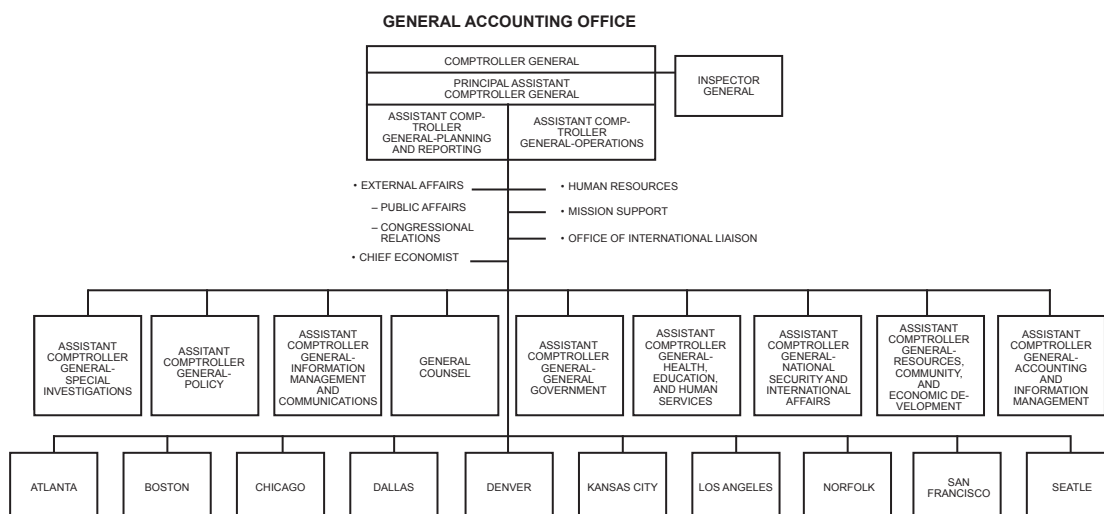 GENERAL ACCOUNTING OFFICE
COMPTROLLER GENERAL
PRINCIPAL ASSISTANT
COMPTROLLER GENERAL
INSPECTOR
GENERAL
ASSISTANT COMP-
TROLLER
GENERAL-PLANNING
AND REPORTING
ASSISTANT COMP-
TROLLER
GENERAL-OPERATIONS
• EXTERNAL AFFAIRS
– PUBLIC AFFAIRS
– CONGRESSIONAL
RELATIONS
• CHIEF ECONOMIST
• HUMAN RESOURCES
• MISSION SUPPORT
• OFFICE OF INTERNATIONAL LIAISON
ASSISTANT
COMPTROLLER
GENERAL-
SPECIAL
INVESTIGATIONS
ASSITANT
COMPTROLLER
GENERAL-
POLICY
ASSISTANT
COMPTROLLER
GENERAL-
INFORMATION
MANAGEMENT
AND
COMMUNICATIONS
GENERAL
COUNSEL
ASSISTANT
COMPTROLLER
GENERAL-
GENERAL
GOVERNMENT
ASSISTANT
COMPTROLLER
GENERAL-
HEALTH,
EDUCATION,
AND HUMAN
SERVICES
ASSISTANT
COMPTROLLER
GENERAL-
NATIONAL
SECURITY AND
INTERNATIONAL
AFFAIRS
ASSISTANT
COMPTROLLER
GENERAL-
RESOURCES,
COMMUNITY,
AND
ECONOMIC DE-
VELOPMENT
ASSISTANT
COMPTROLLER
GENERAL-
ACCOUNTING
AND
INFORMATION
MANAGEMENT
ATLANTA
BOSTON
CHICAGO
DALLAS
DENVER
KANSAS CITY
LOS ANGELES
NORFOLK
SAN
FRANCISCO
SEATLE